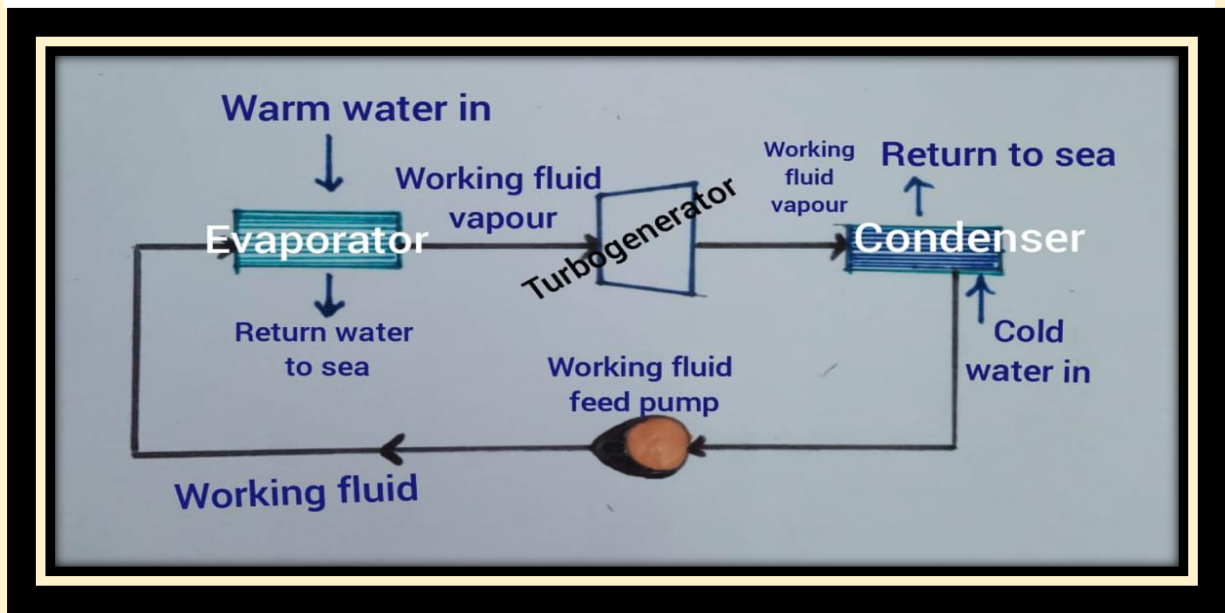 Warm water in
Working fluid
vapour
Working
fluid
vapour
Return to sea
Evaporator
Turbogenerator
Condenser
Return water
to sea
Working fluid
feed pump
Cold
water in
Working fluid